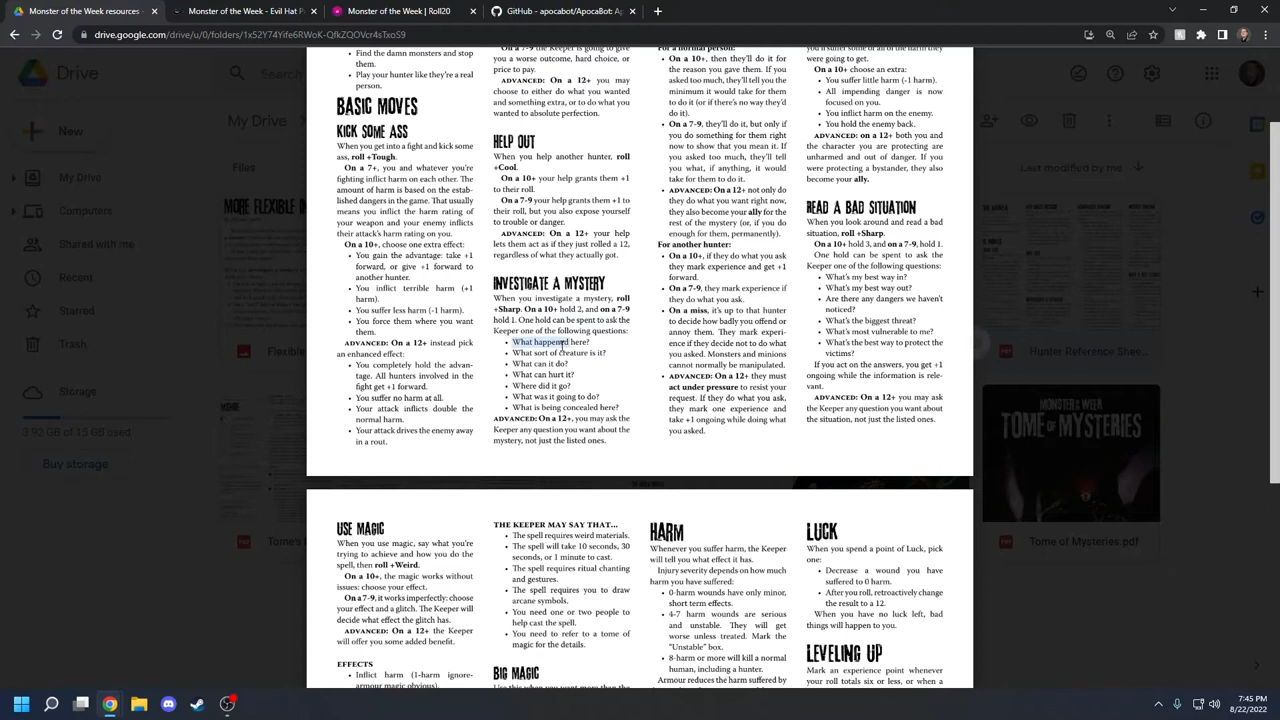 Monster of the Week resources
drive.google.com/drive/u/0/folders/1x52Y74Yife6RWoK-QfkZQ0iVCr4sTxoS9
Find the damn monsters and stop
them.
Play your hunter like they're a real
person.
BASIC MOVES
KICK SOME ASS
When you get into a fight and kick some
ass, roll +Tough.
On a 7+, you and whatever you're
fighting inflict harm on each other. The
amount of harm is based on the estab-
lished dangers in the game. That usually
means you inflict the harm rating of
your weapon and your enemy inflicts
their attack's harm rating on you.
On a 10+, choose one extra effect:
• You gain the advantage: take +1
forward, or give +1 forward to
another hunter.
• You inflict terrible harm (+1
harm).
• You suffer less harm (-1 harm).
• You force them where you want
them.
ADVANCED: On a 12+ instead pick
an enhanced effect:
• You completely hold the advan-
tage. All hunters involved in the
fight get +1 forward.
• You suffer no harm at all.
• Your attack inflicts double the
normal harm.
• Your attack drives the enemy away
in a rout.
On a 7-9 the Keeper is going to give
you a worse outcome, hard choice, or
price to pay.
ADVANCED: On a 12+ you may
choose to either do what you wanted
and something extra, or to do what you
wanted to absolute perfection.
HELP OUT
When you help another hunter, roll
+Cool.
On a 10+ your help grants them +1
to their roll.
On a 7-9 your help grants them +1 to
their roll, but you also expose yourself
to trouble or danger.
ADVANCED: On a 12+ your help
lets them act as if they just rolled a 12,
regardless of what they actually got.
INVESTIGATE A MYSTERY
When you investigate a mystery, roll
+Sharp. On a 10+ hold 2, and on a 7-9
hold 1. One hold can be spent to ask the
Keeper one of the following questions:
• What happened here?
• What sort of creature is it?
• What can it do?
• What can hurt it?
• Where did it go?
• What was it going to do?
• What is being concealed here?
ADVANCED: On a 12+, you may ask the
Keeper any question you want about the
mystery, not just the listed ones.
For a normal person:
• On a 10+, then they'll do it for
the reason you gave them. If you
asked too much, they'll tell you the
minimum it would take for them
to do it (or if there's no way they'd
do it).
• On a 7-9, they'll do it, but only if
you do something for them right
now to show that you mean it. If
you asked too much, they'll tell
you what, if anything, it would
take for them to do it.
• ADVANCED: On a 12+ not only do
they do what you want right now,
they also become your ally for the
rest of the mystery (or, if you do
enough for them, permanently).
For another hunter:
• On a 10+, if they do what you ask
they mark experience and get +1
forward.
• On a 7-9, they mark experience if
they do what you ask.
• On a miss, it's up to that hunter
to decide how badly you offend or
annoy them. They mark experi-
ence if they decide not to do what
you asked. Monsters and minions
cannot normally be manipulated.
• ADVANCED: On a 12+ they must
act under pressure to resist your
request. If they do what you ask,
they mark one experience and
take +1 ongoing while doing what
you asked.
you'll suffer some or all of the harm they
were going to get.
On a 10+ choose an extra:
• You suffer little harm (-1 harm).
• All impending danger is now
focused on you.
• You inflict harm on the enemy.
• You hold the enemy back.
ADVANCED: on a 12+ both you and
the character you are protecting are
unharmed and out of danger. If you
were protecting a bystander, they also
become your ally.
READ A BAD SITUATION
When you look around and read a bad
situation, roll +Sharp.
On a 10+ hold 3, and on a 7-9, hold 1.
One hold can be spent to ask the
Keeper one of the following questions:
• What's my best way in?
• What's my best way out?
• Are there any dangers we haven't
noticed?
• What's the biggest threat?
• What's most vulnerable to me?
• What's the best way to protect the
victims?
If you act on the answers, you get +1
ongoing while the information is rele-
vant.
ADVANCED: On a 12+ you may ask
the Keeper any question you want about
the situation, not just the listed ones.
USE MAGIC
When you use magic, say what you're
trying to achieve and how you do the
spell, then roll +Weird.
On a 10+, the magic works without
issues: choose your effect.
On a 7-9, it works imperfectly: choose
your effect and a glitch. The Keeper will
decide what effect the glitch has.
ADVANCED: On a 12+ the Keeper
will offer you some added benefit.
EFFECTS
• Inflict harm (1-harm ignore-
armour magic obvious).
THE KEEPER MAY SAY THAT...
• The spell requires weird materials.
• The spell will take 10 seconds, 30
seconds, or 1 minute to cast.
• The spell requires ritual chanting
and gestures.
• The spell requires you to draw
arcane symbols.
• You need one or two people to
help cast the spell.
• You need to refer to a tome of
magic for the details.
BIG MAGIC
Use this when you want more than the
HARM
Whenever you suffer harm, the Keeper
will tell you what effect it has.
Injury severity depends on how much
harm you have suffered:
• 0-harm wounds have only minor,
short term effects.
• 4-7 harm wounds are serious
and unstable. They will get
worse unless treated. Mark the
"Unstable" box.
• 8-harm or more will kill a normal
human, including a hunter.
Armour reduces the harm suffered by
LUCK
When you spend a point of Luck, pick
one:
• Decrease a wound you have
suffered to 0 harm.
• After you roll, retroactively change
the result to a 12.
When you have no luck left, bad
things will happen to you.
LEVELING UP
Mark an experience point whenever
your roll totals six or less, or when a
7:45 PM
8/22/2022